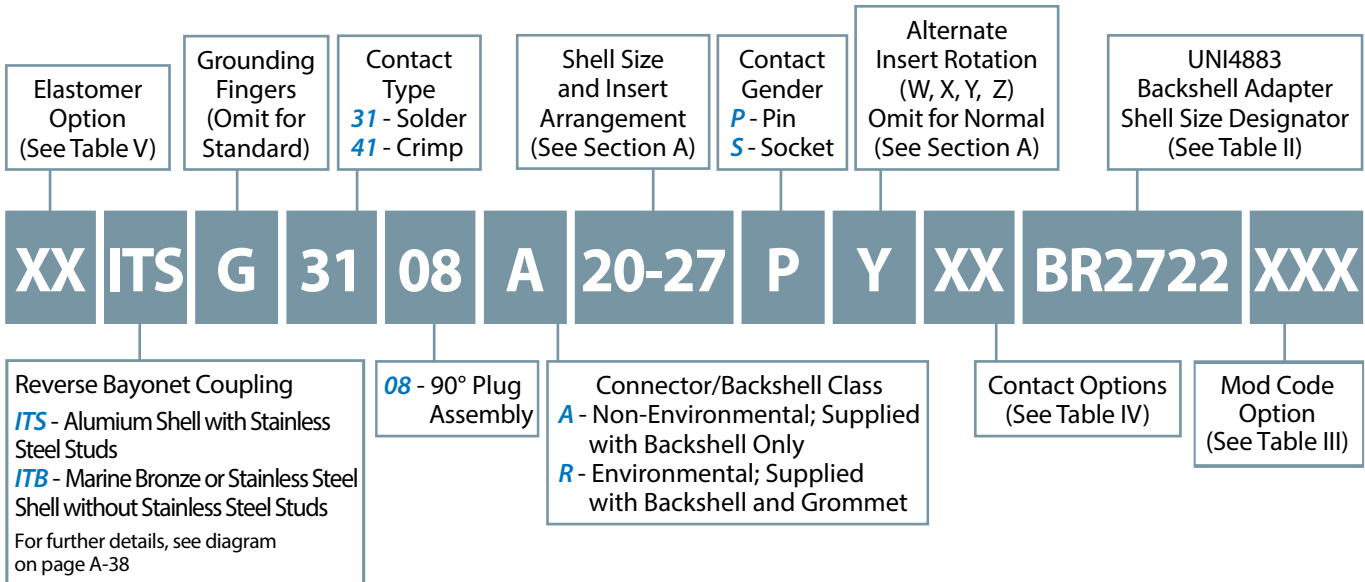 Elastomer
Option
(See Table V)
Grounding
Fingers
(Omit for
Standard)
Contact
Type
31 - Solder
41 - Crimp
Shell Size
and Insert
Arrangement
(See Section A)
Contact
Gender
P - Pin
S - Socket
Alternate
Insert Rotation
(W, X, Y, Z)
Omit for Normal
(See Section A)
UNI4883
Backshell Adapter
Shell Size Designator
(See Table II)
XX ITS G 31 08 A 20-27 P Y XX BR2722 XXX
Reverse Bayonet Coupling
ITS - Alumium Shell with Stainless
Steel Studs
ITB - Marine Bronze or Stainless Steel
Shell without Stainless Steel Studs
For further details, see diagram
on page A-38
08 - 90° Plug
Assembly
Connector/Backshell Class
A - Non-Environmental; Supplied
with Backshell Only
R - Environmental; Supplied
with Backshell and Grommet
Contact Options
(See Table IV)
Mod Code
Option
(See Table III)